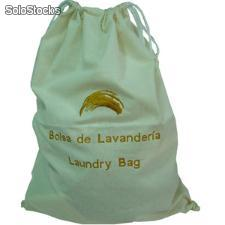 SoloStocks
Bolsa de Lavandería
Laundry Bag